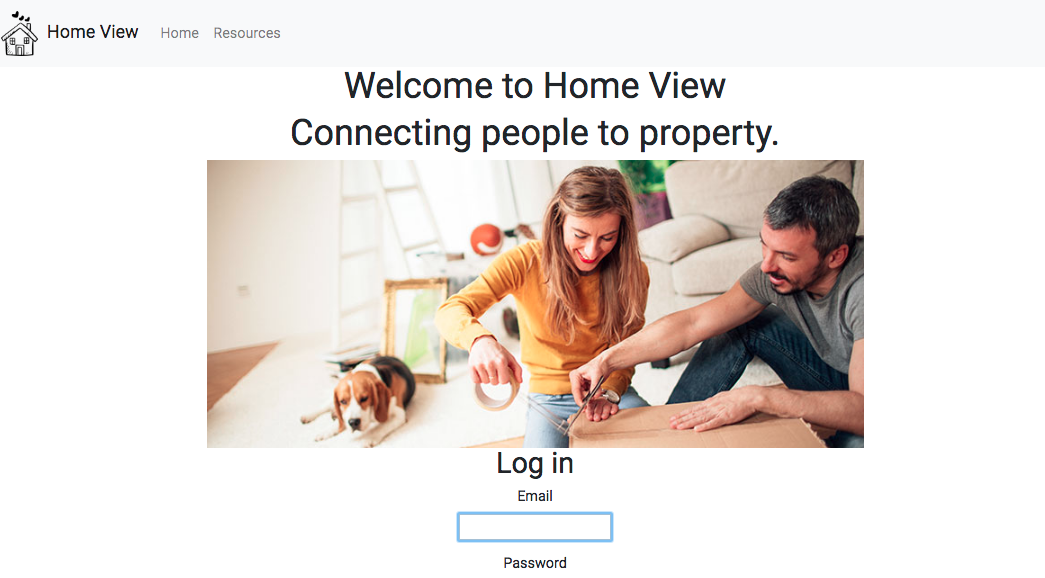 Home View
Home
Resources
Welcome to Home View
Connecting people to property.
Log in
Email
Password